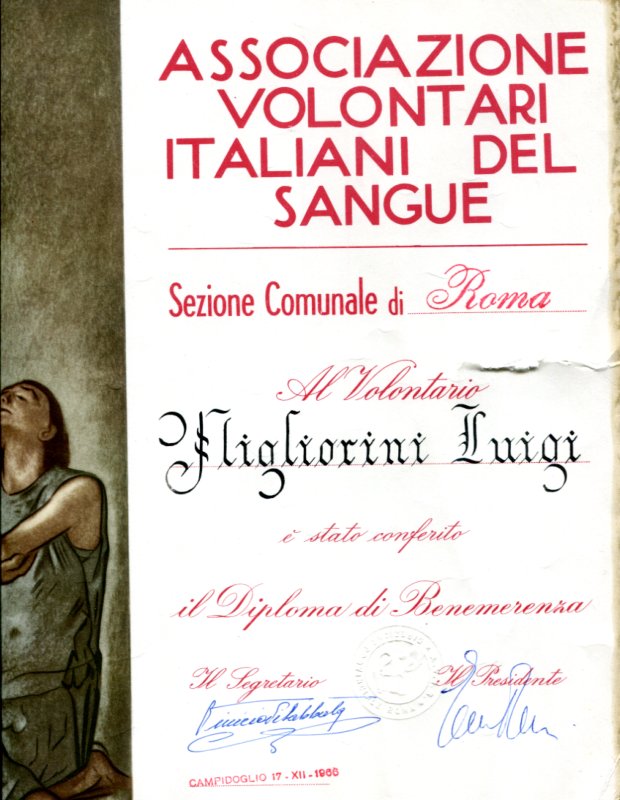 ASSOCIAZIONE
VOLONTARI
ITALIANI DEL
SANGUE
Sezione Comunale di Roma
Al Volontario
Migliorini Luigi
è stato conferito
il Diploma di Benemerenza
Il Segretario Il Presidente
CAMPIDOGLIO 17-XII-1966